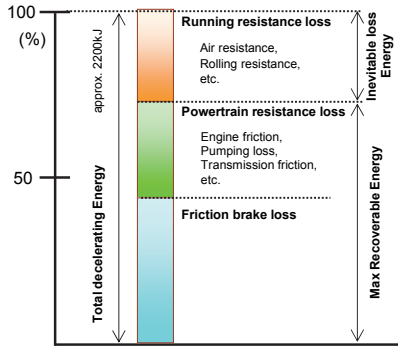 100
(%)
50
approx. 2200kJ
Total decelerating Energy
Running resistance loss
Air resistance,
Rolling resistance,
etc.
Powertrain resistance loss
Engine friction,
Pumping loss,
Transmission friction,
etc.
Friction brake loss
Inevitable loss
Energy
Max Recoverable Energy